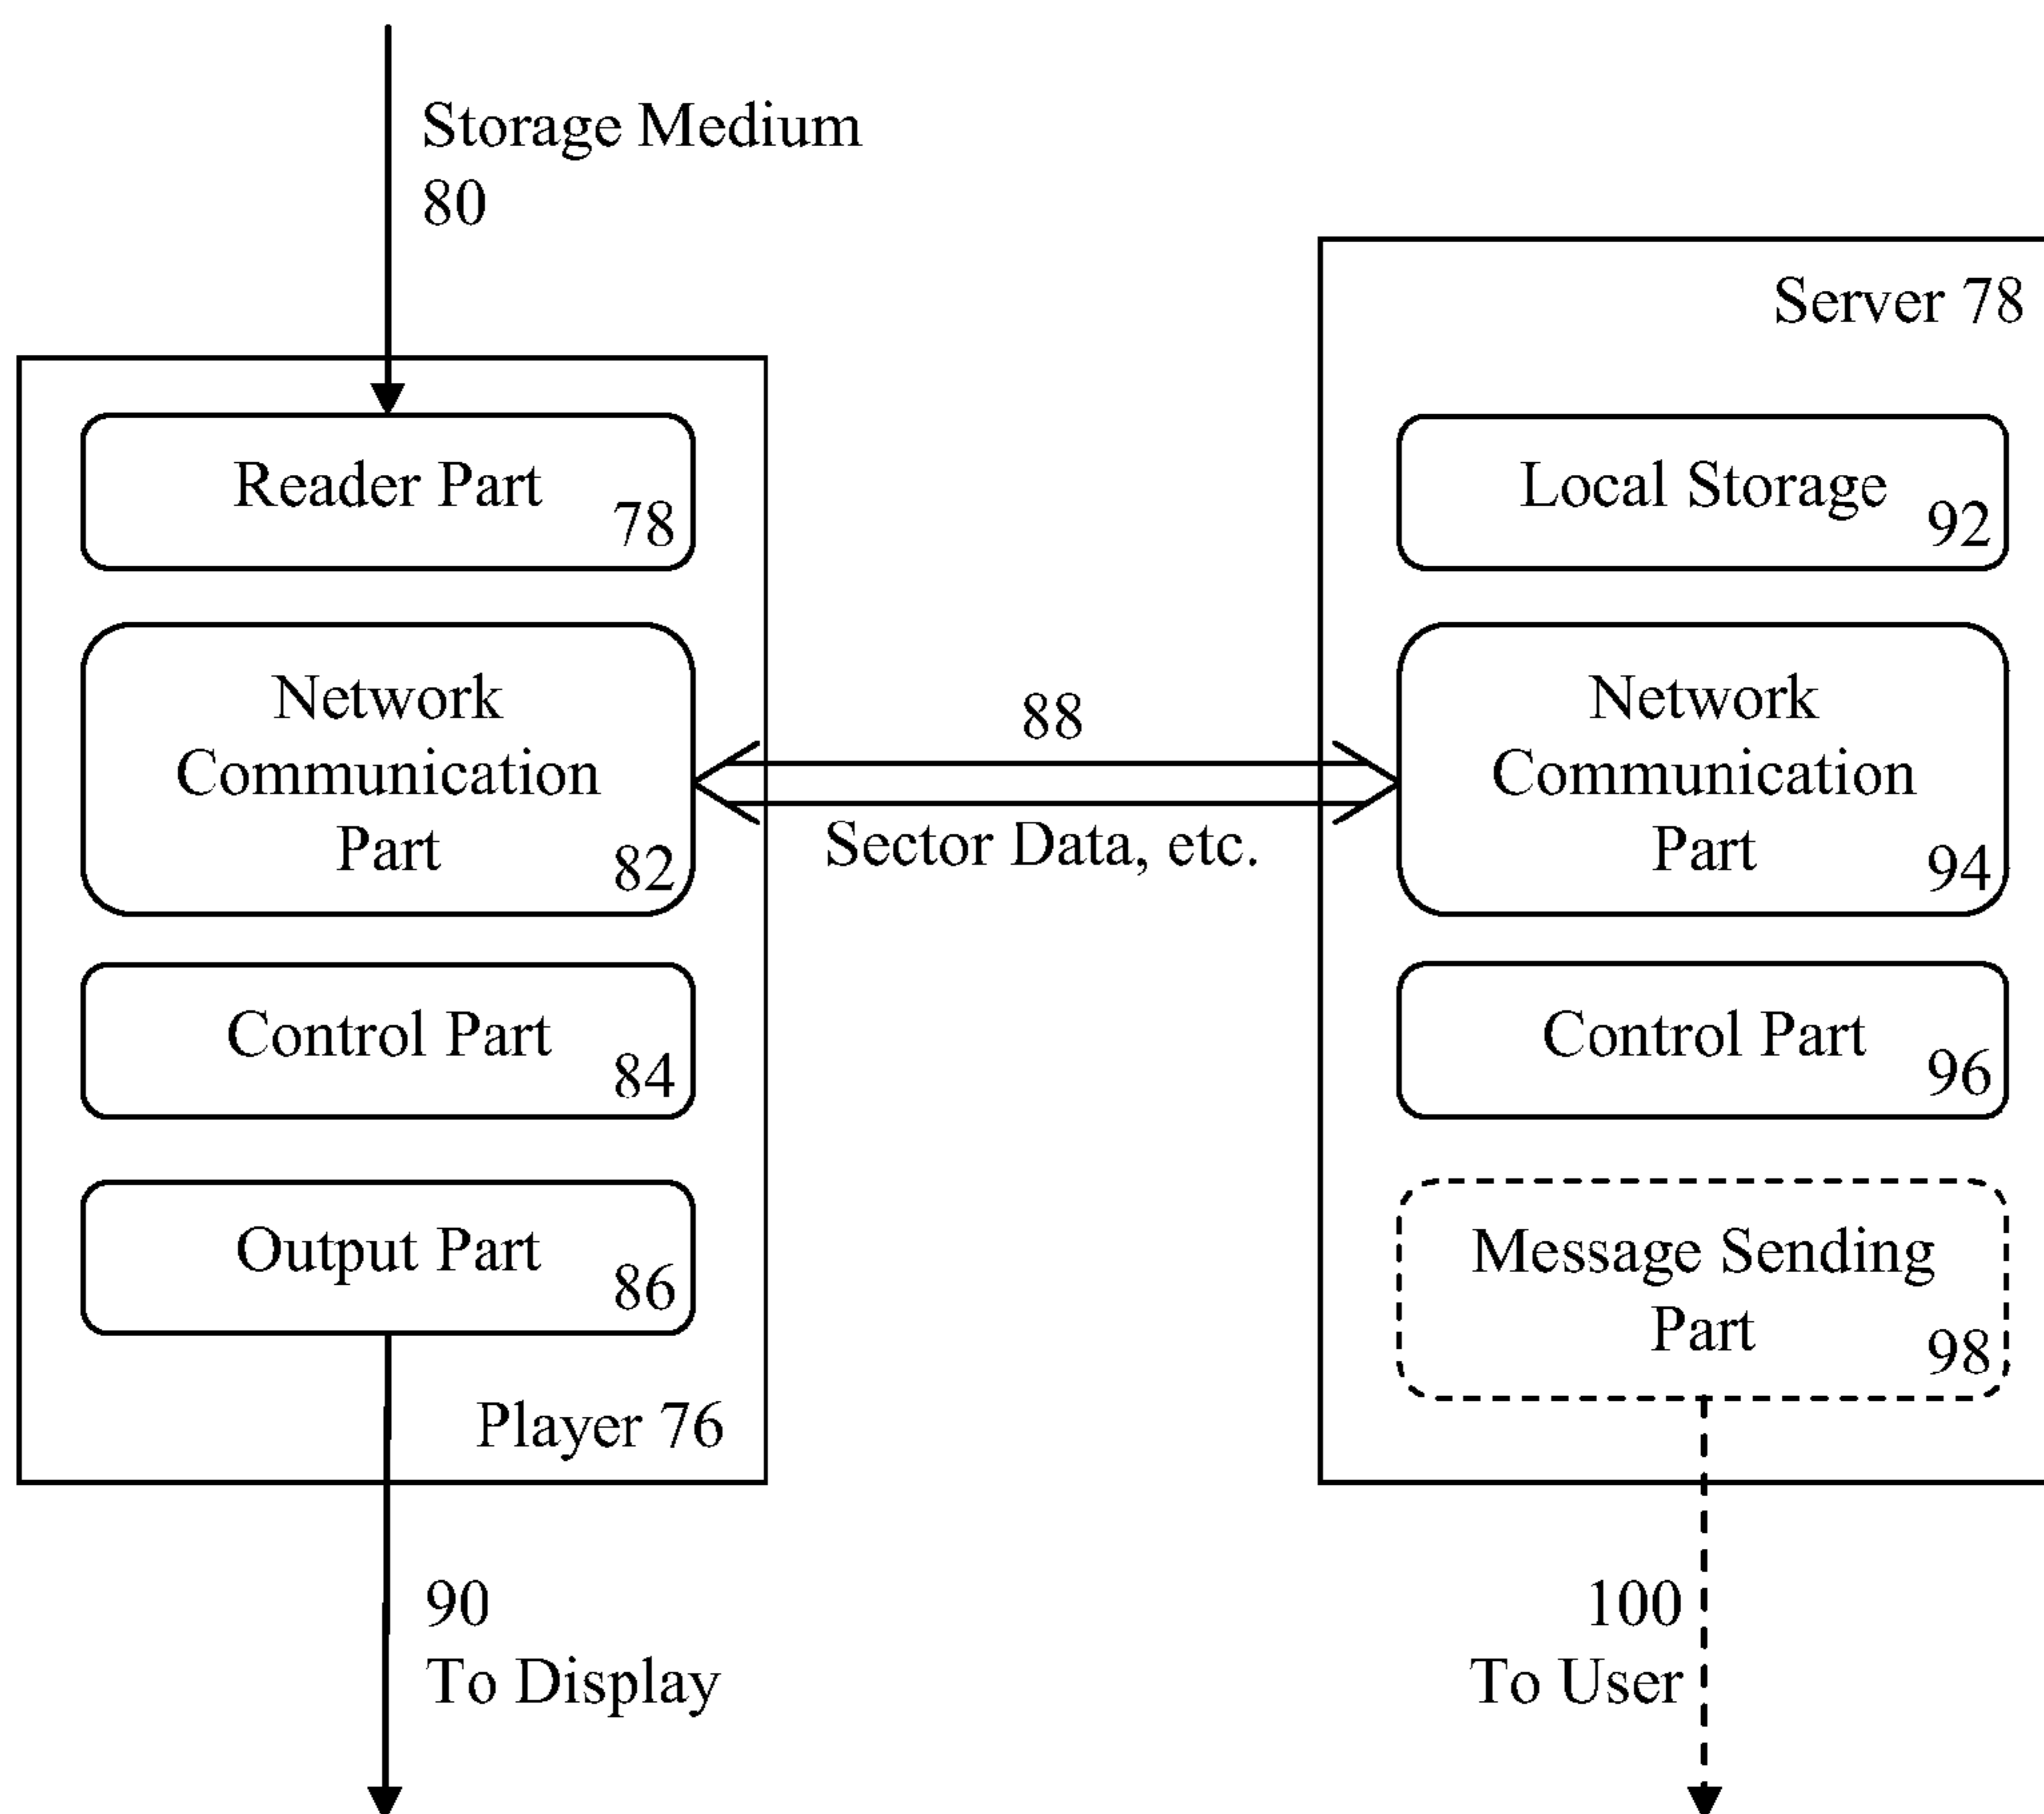 Storage Medium
80
Server 78
Reader Part
78
Local Storage
92
Network
Communication
Part
82
88
Sector Data, etc.
Network
Communication
Part
94
Control Part
84
Control Part
96
Output Part
86
Message Sending
Part
98
Player 76
90
To Display
100
To User